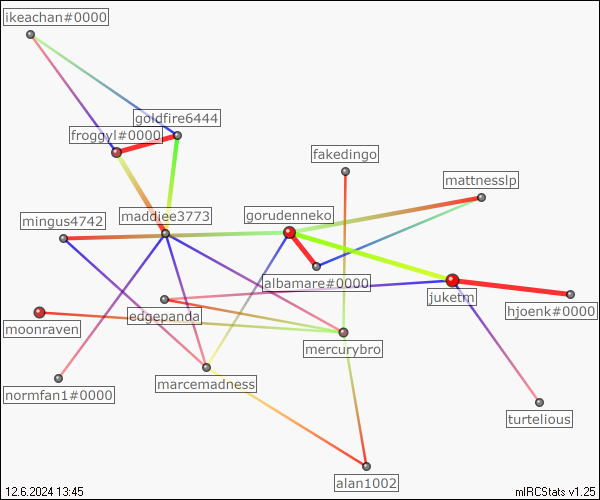 ikeachan#0000
goldfire6444
froggyl#0000
fakedingo
mattnesslp
mingus4742
maddiee3773
gorudenneko
albamare#0000
juketm
hjoenk#0000
edgepanda
moonraven
mercurybro
marcemadness
normfan1#0000
turtelious
alan1002
12.6.2024 13:45
mIRCStats v1.25